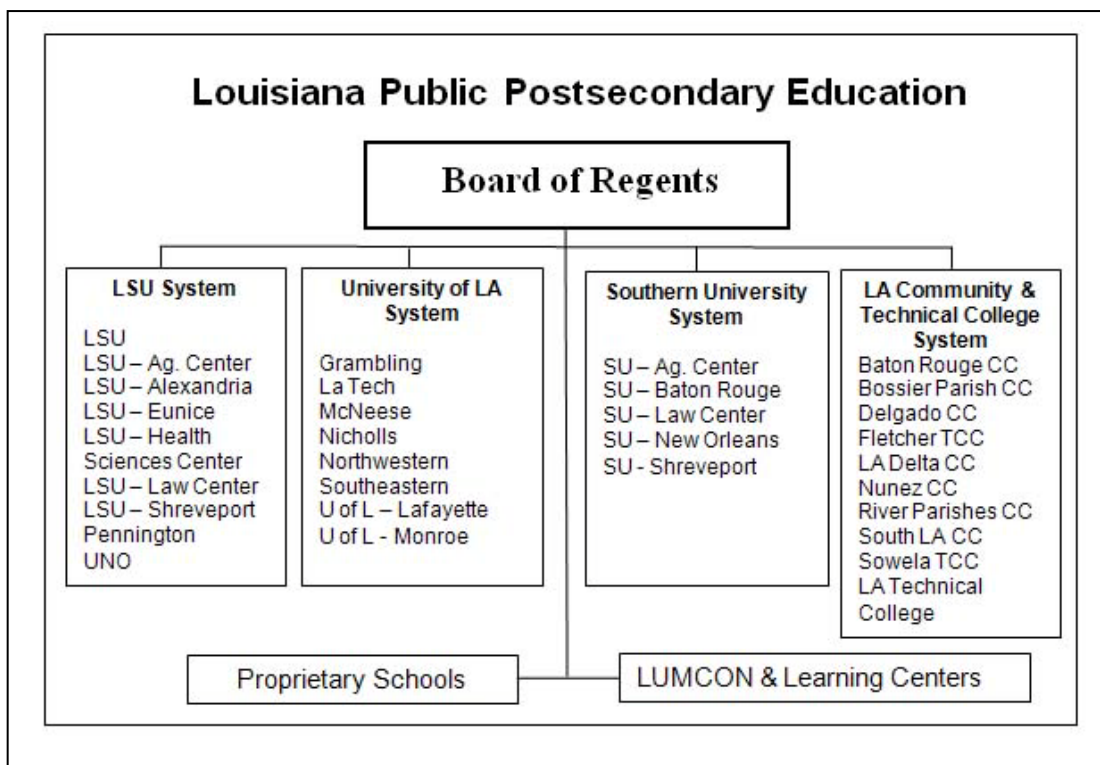 Louisiana Public Postsecondary Education
Board of Regents
LSU System
LSU
LSU – Ag. Center
LSU – Alexandria
LSU – Eunice
LSU – Health
Sciences Center
LSU – Law Center
LSU – Shreveport
Pennington
UNO
University of LA
System
Grambling
La Tech
McNeese
Nicholls
Northwestern
Southeastern
U of L – Lafayette
U of L - Monroe
Southern University
System
SU – Ag. Center
SU – Baton Rouge
SU – Law Center
SU – New Orleans
SU - Shreveport
LA Community &
Technical College
System
Baton Rouge CC
Bossier Parish CC
Delgado CC
Fletcher TCC
LA Delta CC
Nunez CC
River Parishes CC
South LA CC
Sowela TCC
LA Technical
College
Proprietary Schools
LUMCON & Learning Centers